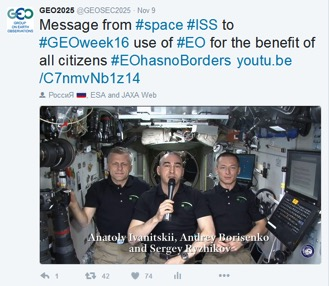 GEO
GROUP
ON EARTH
OBSERVATIONS
GEO2025 @GEOSEC2025 · Nov 9
Message from #space #ISS to
#GEOweek16 use of #EO for the benefit of
all citizens #EOhasnoBorders youtu.be
/C7nmvNb1z14
РоссиЯ , ESA and JAXA Web
Anatoly Ivanitskii, Andrey Borisenko
and Sergey Ryzhikov
1 42 74